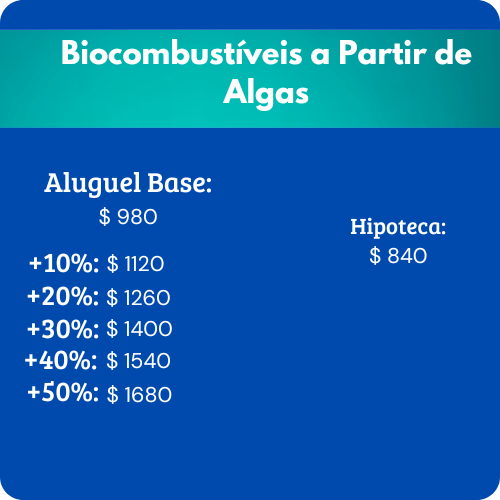 Biocombustíveis a Partir de
Algas
Aluguel Base:
$ 980
+10%: $ 1120
+20%: $ 1260
+30%: $ 1400
+40%: $ 1540
+50%: $ 1680
Hipoteca:
$ 840